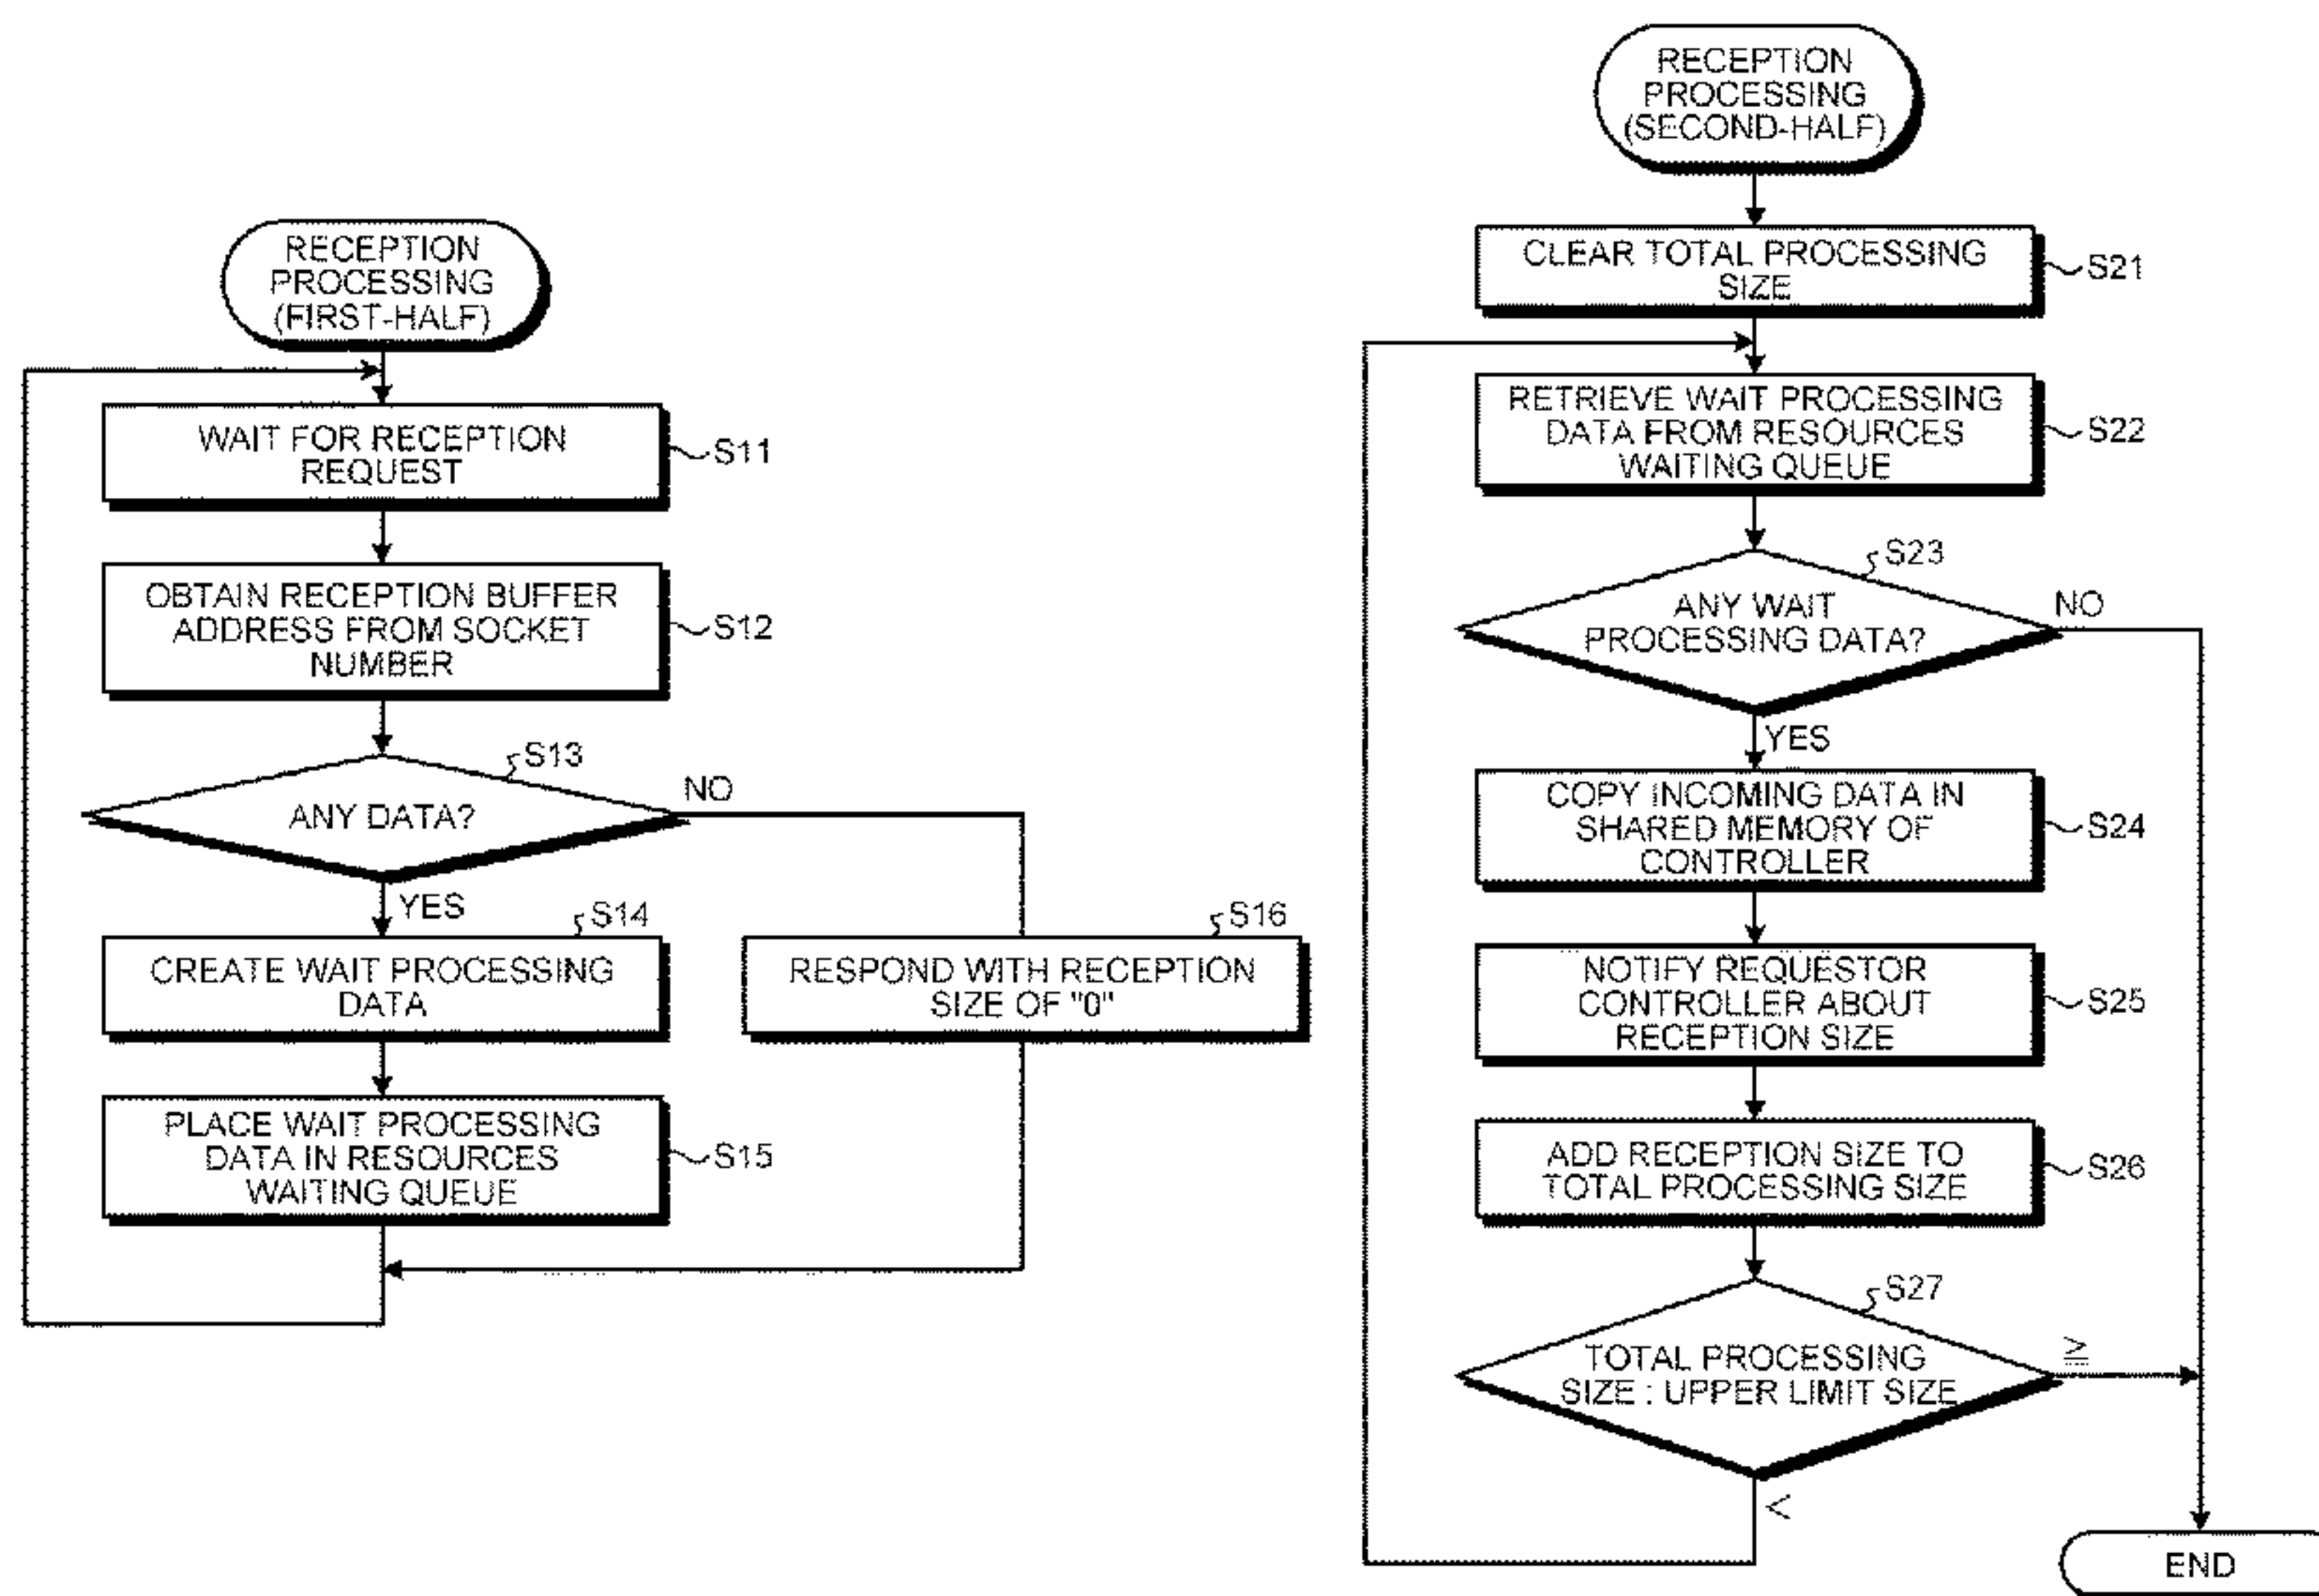 RECEPTION
PROCESSING
(FIRST-HALF)
WAIT FOR RECEPTION
REQUEST
S11
OBTAIN RECEPTION BUFFER
ADDRESS FROM SOCKET
NUMBER
S12
S13
ANY DATA?
NO
YES
S14
CREATE WAIT PROCESSING
DATA
S16
RESPOND WITH RECEPTION
SIZE OF "0"
PLACE WAIT PROCESSING
DATA IN RESOURCES
WAITING QUEUE
S15
RECEPTION
PROCESSING
(SECOND-HALF)
CLEAR TOTAL PROCESSING
SIZE
S21
RETRIEVE WAIT PROCESSING
DATA FROM RESOURCES
WAITING QUEUE
S22
S23
ANY WAIT
PROCESSING DATA?
NO
YES
COPY INCOMING DATA IN
SHARED MEMORY OF
CONTROLLER
S24
NOTIFY REQUESTOR
CONTROLLER ABOUT
RECEPTION SIZE
S25
ADD RECEPTION SIZE TO
TOTAL PROCESSING SIZE
S26
S27
TOTAL PROCESSING
SIZE : UPPER LIMIT SIZE
≧
<
END